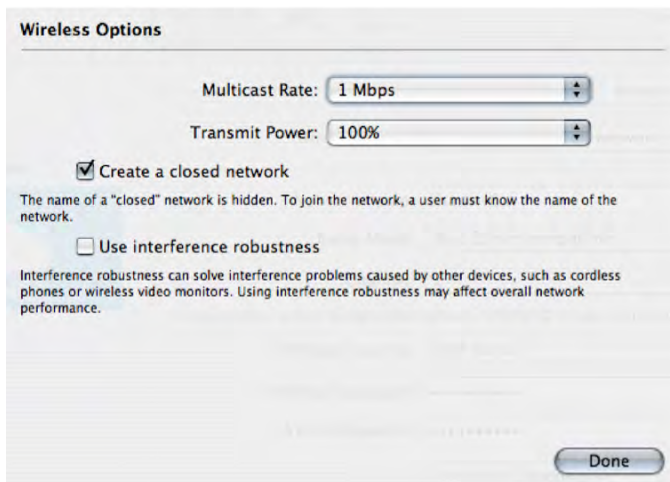 Wireless Options
Multicast Rate: 1 Mbps
Transmit Power: 100%
Create a closed network
The name of a "closed" network is hidden. To join the network, a user must know the name of the
network.
Use interference robustness
Interference robustness can solve interference problems caused by other devices, such as cordless
phones or wireless video monitors. Using interference robustness may affect overall network
performance.
Done